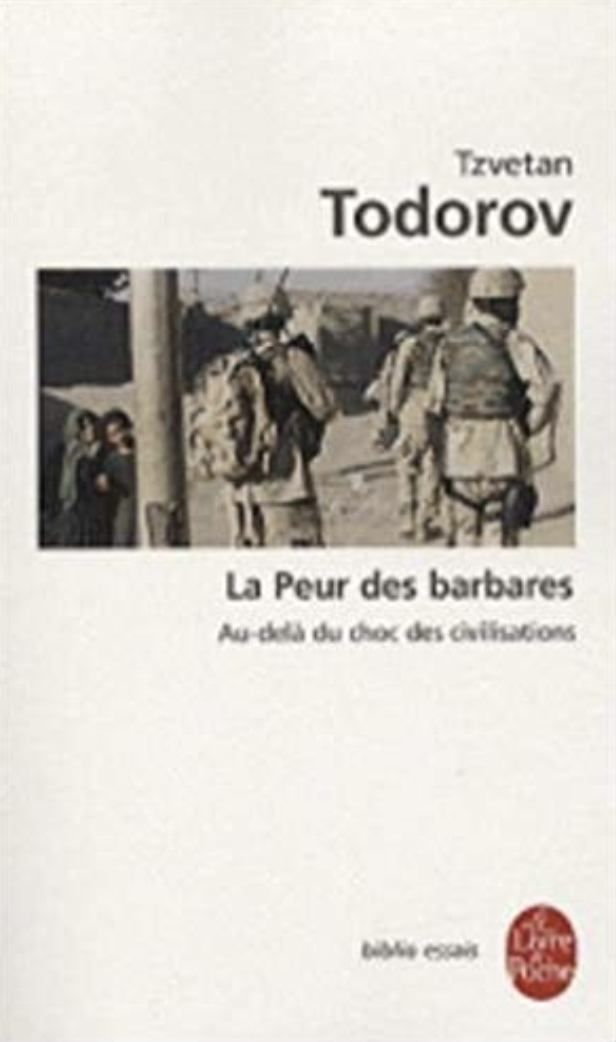 Tzvetan
Todorov
La Peur des barbares
Au-delà du choc des civilisations
biblio essais
Le
Livre
de
Poche